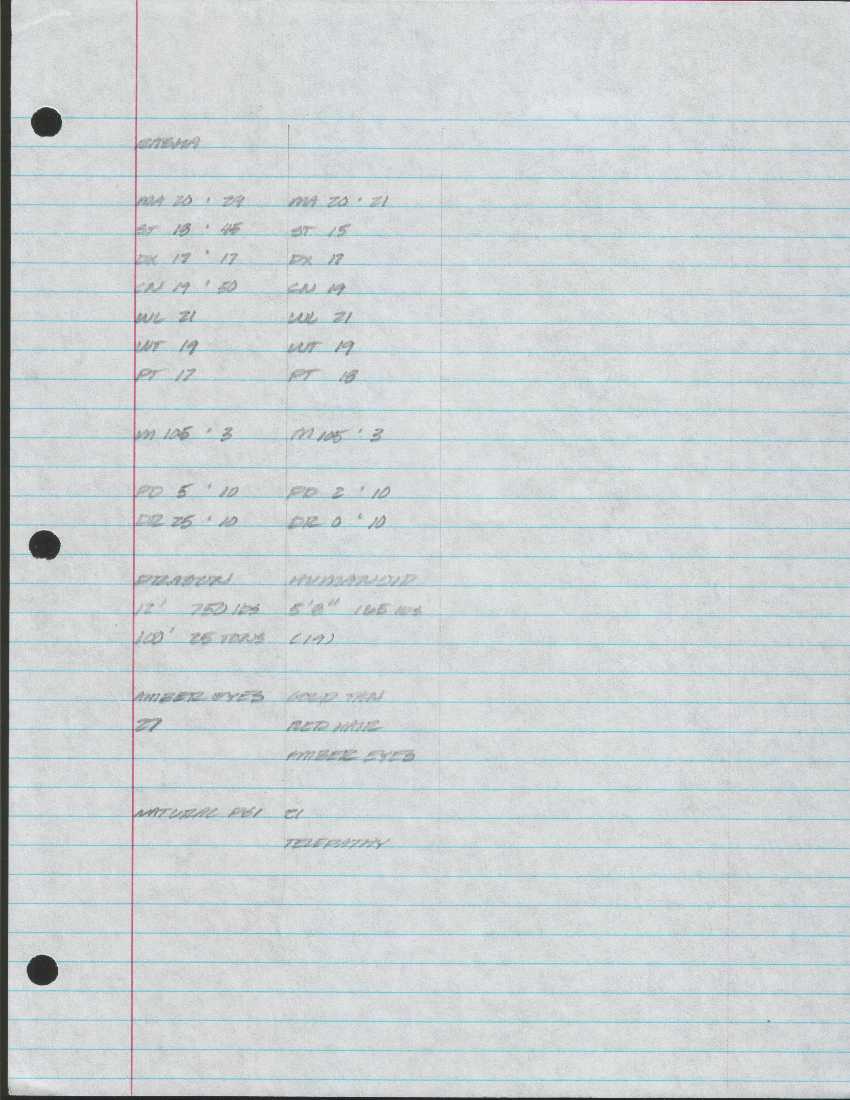 MA 20 ' 29 MA 20 ' 21
ST 18 ' 45 ST 15
DX 17 ' 17 DX 17
CN 19 ' 50 CN 19
WL 21 WL 21
WT 19 WT 19
PT 17 PT 18
M 105 ' 3 M 105 ' 3
PD 5 ' 10 PD 2 ' 10
DR 25 ' 10 DR 0 ' 10
DRAGON HUMANOID
12' 750 lbs 5'8" 165 lbs
100' 25 TONS (19)
AMBER EYES GOLD TAN
27 RED HAIR
AMBER EYES
NATURAL PSI 21
TELEPATHY